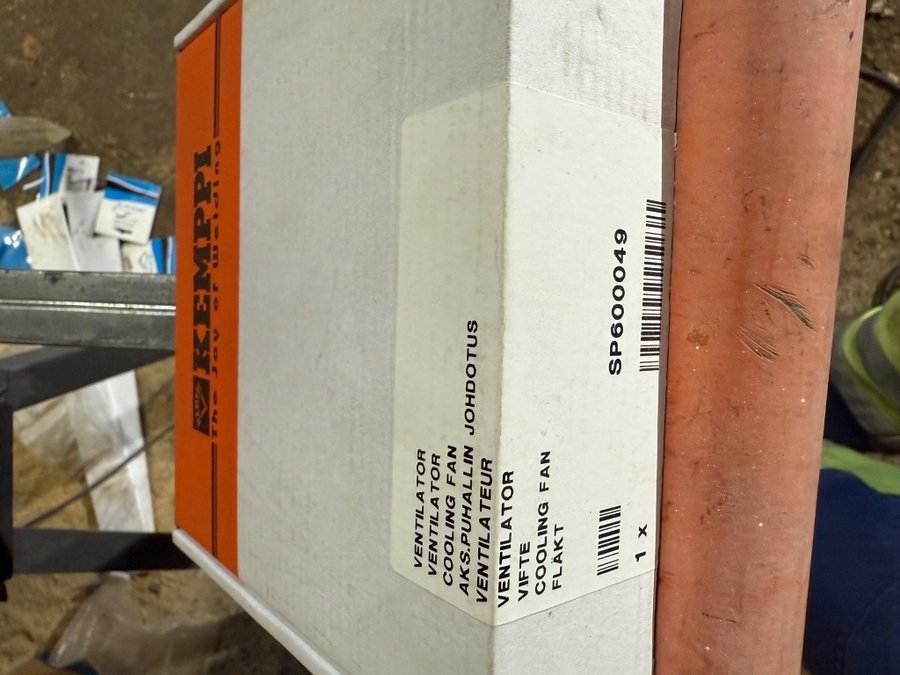 KEMPPI
The Joy of Welding
VENTILATOR
VENTILATOR
COOLING FAN
AKS.PUHALLIN JOHDOTUS
VENTILATEUR
VENTILATOR
VIFTE
COOLING FAN
FLÄKT
SP600049
1 x